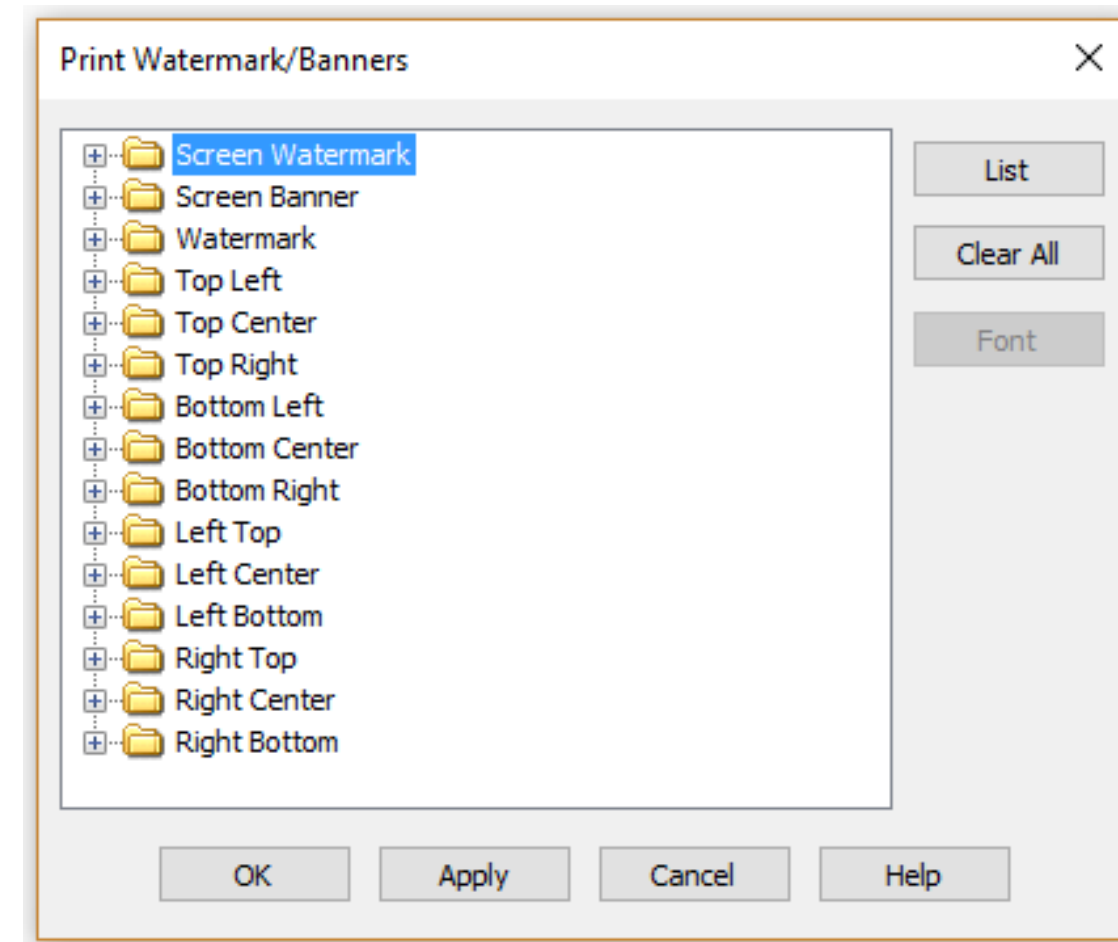 Print Watermark/Banners
Screen Watermark
Screen Banner
Watermark
Top Left
Top Center
Top Right
Bottom Left
Bottom Center
Bottom Right
Left Top
Left Center
Left Bottom
Right Top
Right Center
Right Bottom
List
Clear All
Font
OK
Apply
Cancel
Help